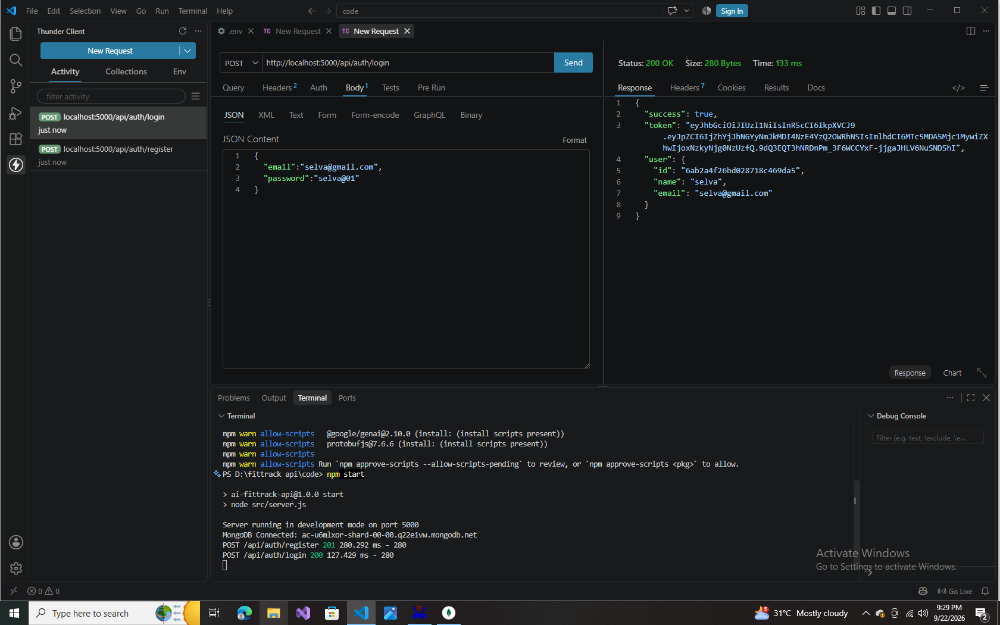 File Edit Selection View Go Run Terminal Help
code
Sign In
Thunder Client
New Request
Activity Collections Env
filter activity
POST localhost:5000/api/auth/login
just now
POST localhost:5000/api/auth/register
just now
.env
TC New Request
TC New Request
POST http://localhost:5000/api/auth/login Send
Query Headers 2 Auth Body 1 Tests Pre Run
JSON XML Text Form Form-encode GraphQL Binary
JSON Content Format
1 {
2 "email":"selva@gmail.com",
3 "password":"selva@01"
4 }
Status: 200 OK Size: 280 Bytes Time: 133 ms
Response Headers 7 Cookies Results Docs </>
1 {
2 "success": true,
3 "token": "eyJhbGciOiJIUzI1NiIsInR5cCI6IkpXVCJ9
.eyJpZCI6IjZhYjJhNGYyNmJkMDI4NzE4YzQ2OWRhNSIsImlhdCI6MTc5MDA5Mjc1MywiZX
hwIjoxNzkyNjg0NzUzfQ.9dQ3EQT3hNRDnPm_3F6WCCYxF-jjgaJHLV6NuSNDShI",
4 "user": {
5 "id": "6ab2a4f26bd028718c469da5",
6 "name": "selva",
7 "email": "selva@gmail.com"
8 }
9 }
Response Chart
Problems Output Terminal Ports
Terminal
npm warn allow-scripts @google/genai@2.10.0 (install: (install scripts present))
npm warn allow-scripts protobufjs@7.6.6 (install: (install scripts present))
npm warn allow-scripts
npm warn allow-scripts Run `npm approve-scripts --allow-scripts-pending` to review, or `npm approve-scripts <pkg>` to allow.
PS D:\fittrack api\code> npm start
> ai-fittrack-api@1.0.0 start
> node src/server.js
Server running in development mode on port 5000
MongoDB Connected: ac-u6mlxor-shard-00-00.q22e1vw.mongodb.net
POST /api/auth/register 201 280.292 ms - 280
POST /api/auth/login 200 127.429 ms - 280
Debug Console
Filter (e.g. text, !exclude, \e...
Activate Windows
Go to Settings to activate Windows.
0 0
Go Live
Type here to search
5
31°C Mostly cloudy
9:29 PM
9/22/2026
2